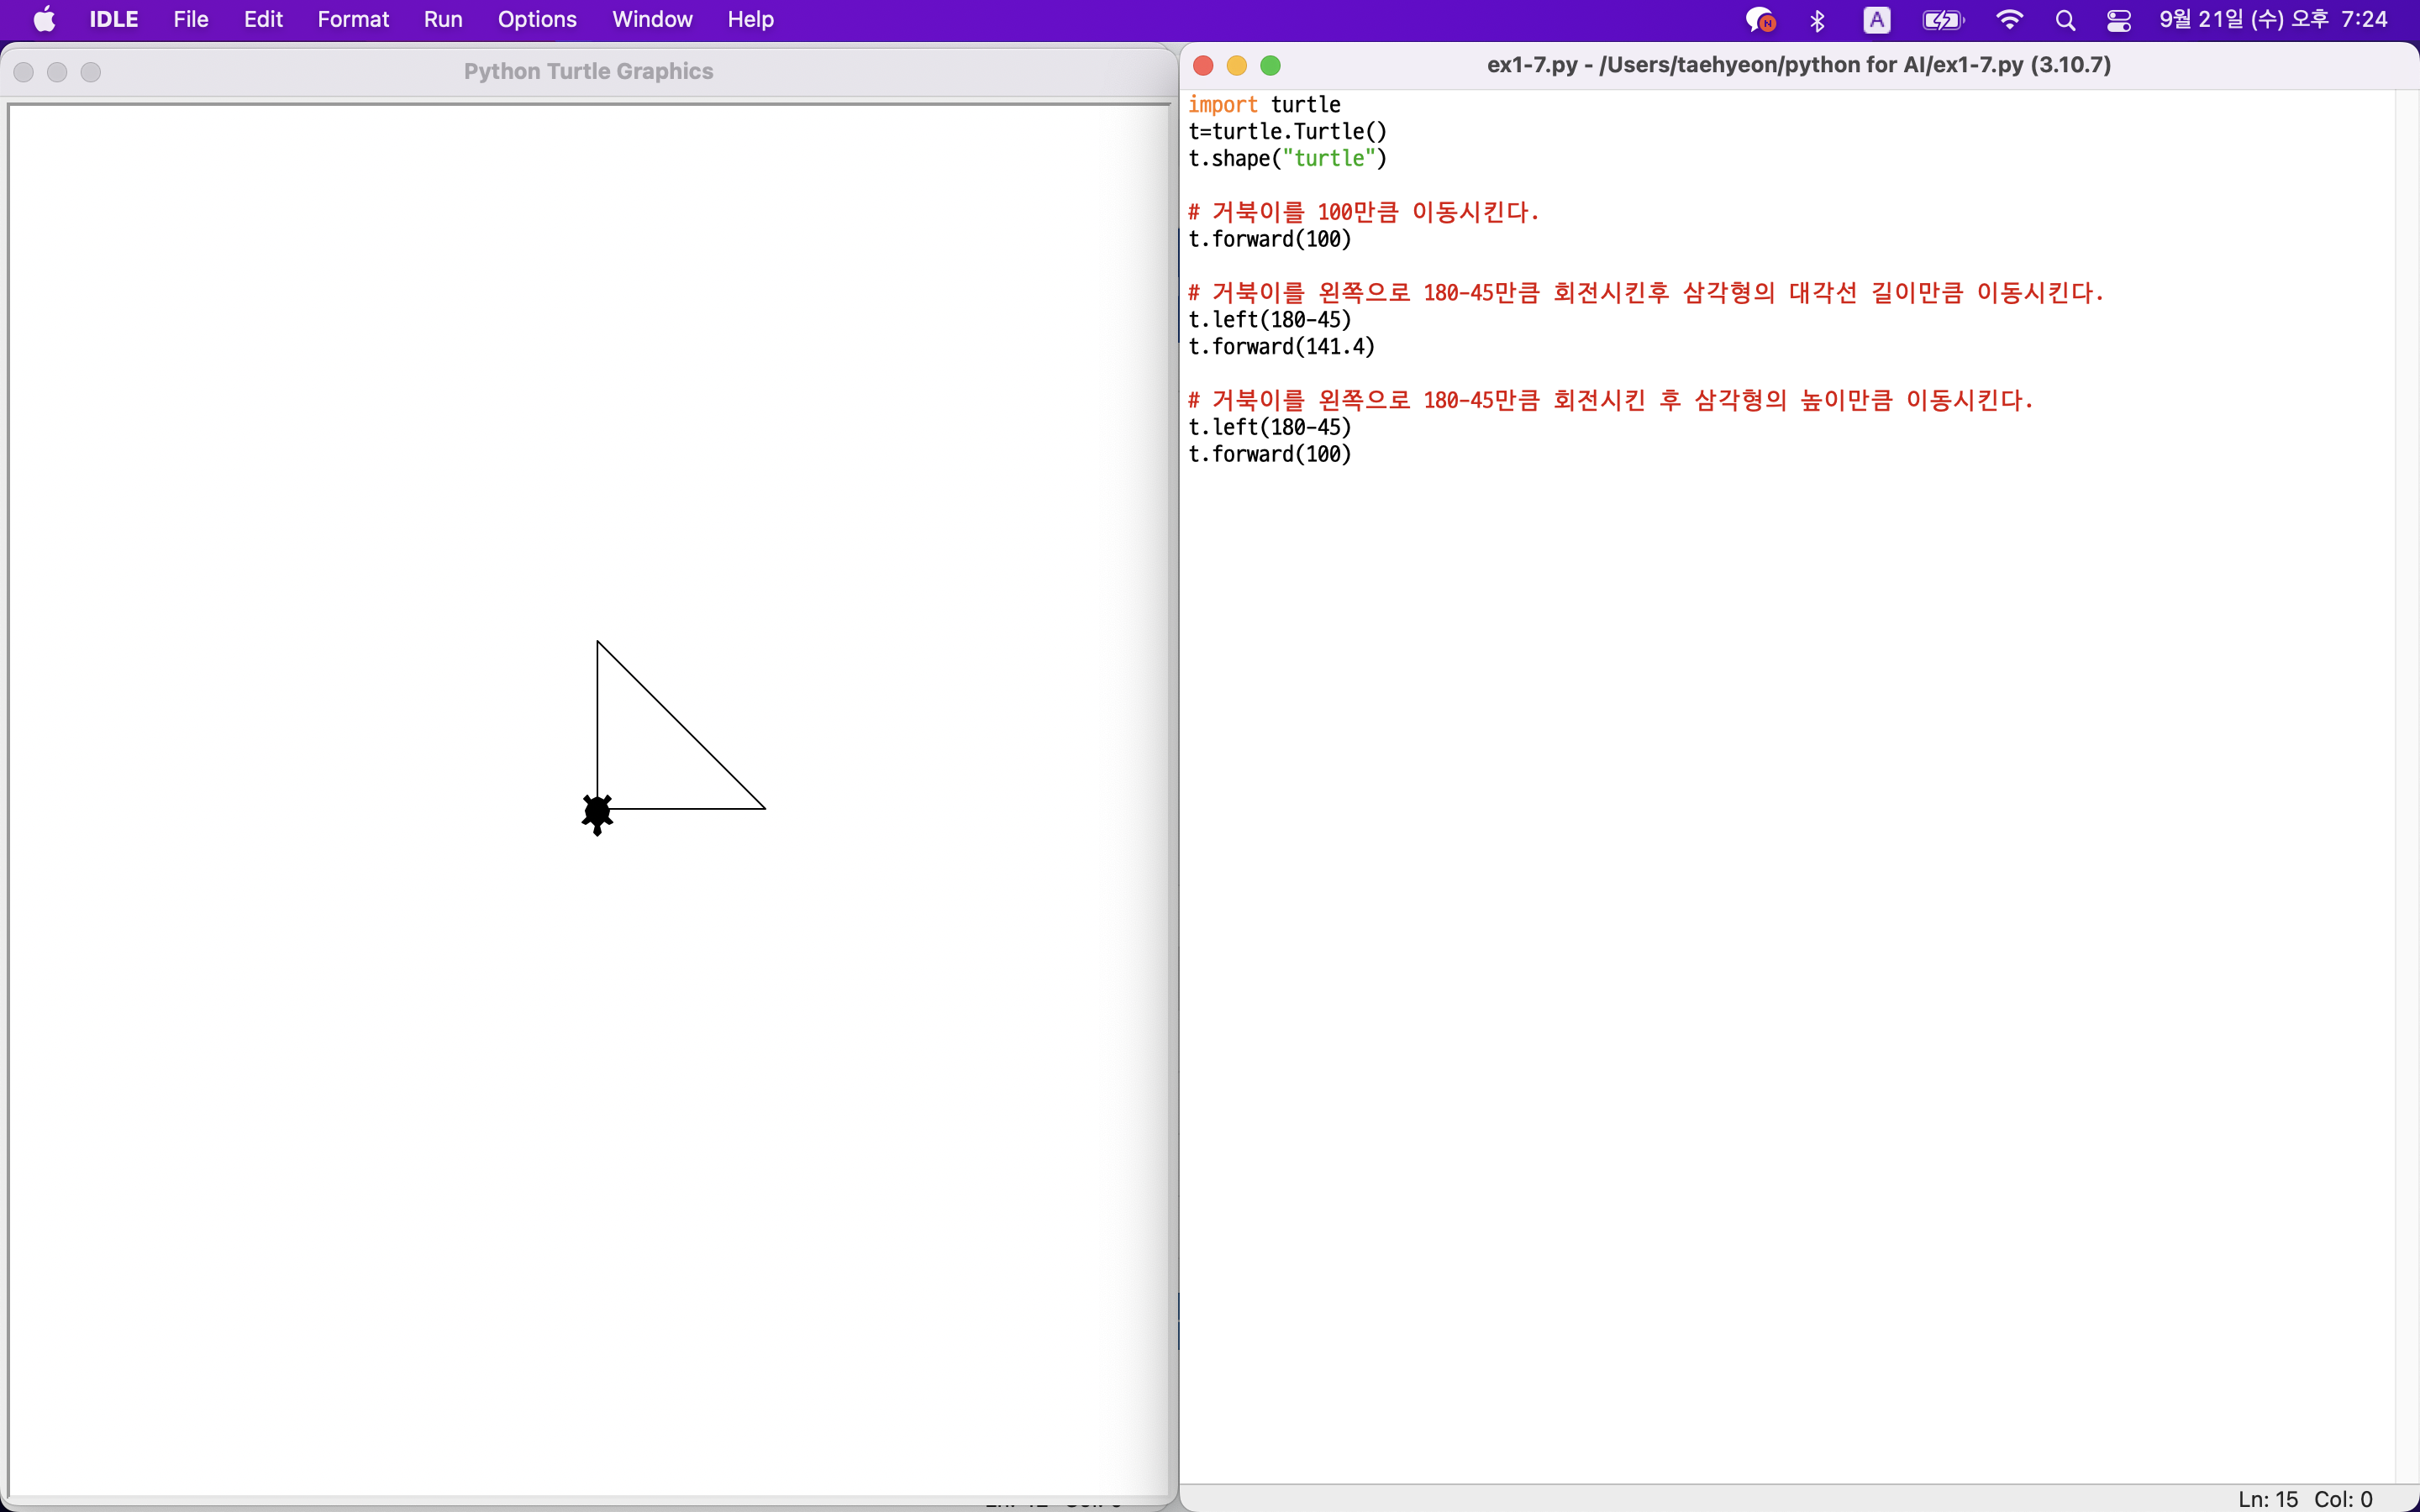 IDLE File Edit Format Run Options Window Help
A 9월 21일 (수) 오후 7:24
Python Turtle Graphics
ex1-7.py - /Users/taehyeon/python for AI/ex1-7.py (3.10.7)
import turtle
t=turtle.Turtle()
t.shape("turtle")
# 거북이를 100만큼 이동시킨다.
t.forward(100)
# 거북이를 왼쪽으로 180-45만큼 회전시킨후 삼각형의 대각선 길이만큼 이동시킨다.
t.left(180-45)
t.forward(141.4)
# 거북이를 왼쪽으로 180-45만큼 회전시킨 후 삼각형의 높이만큼 이동시킨다.
t.left(180-45)
t.forward(100)
Ln: 15 Col: 0